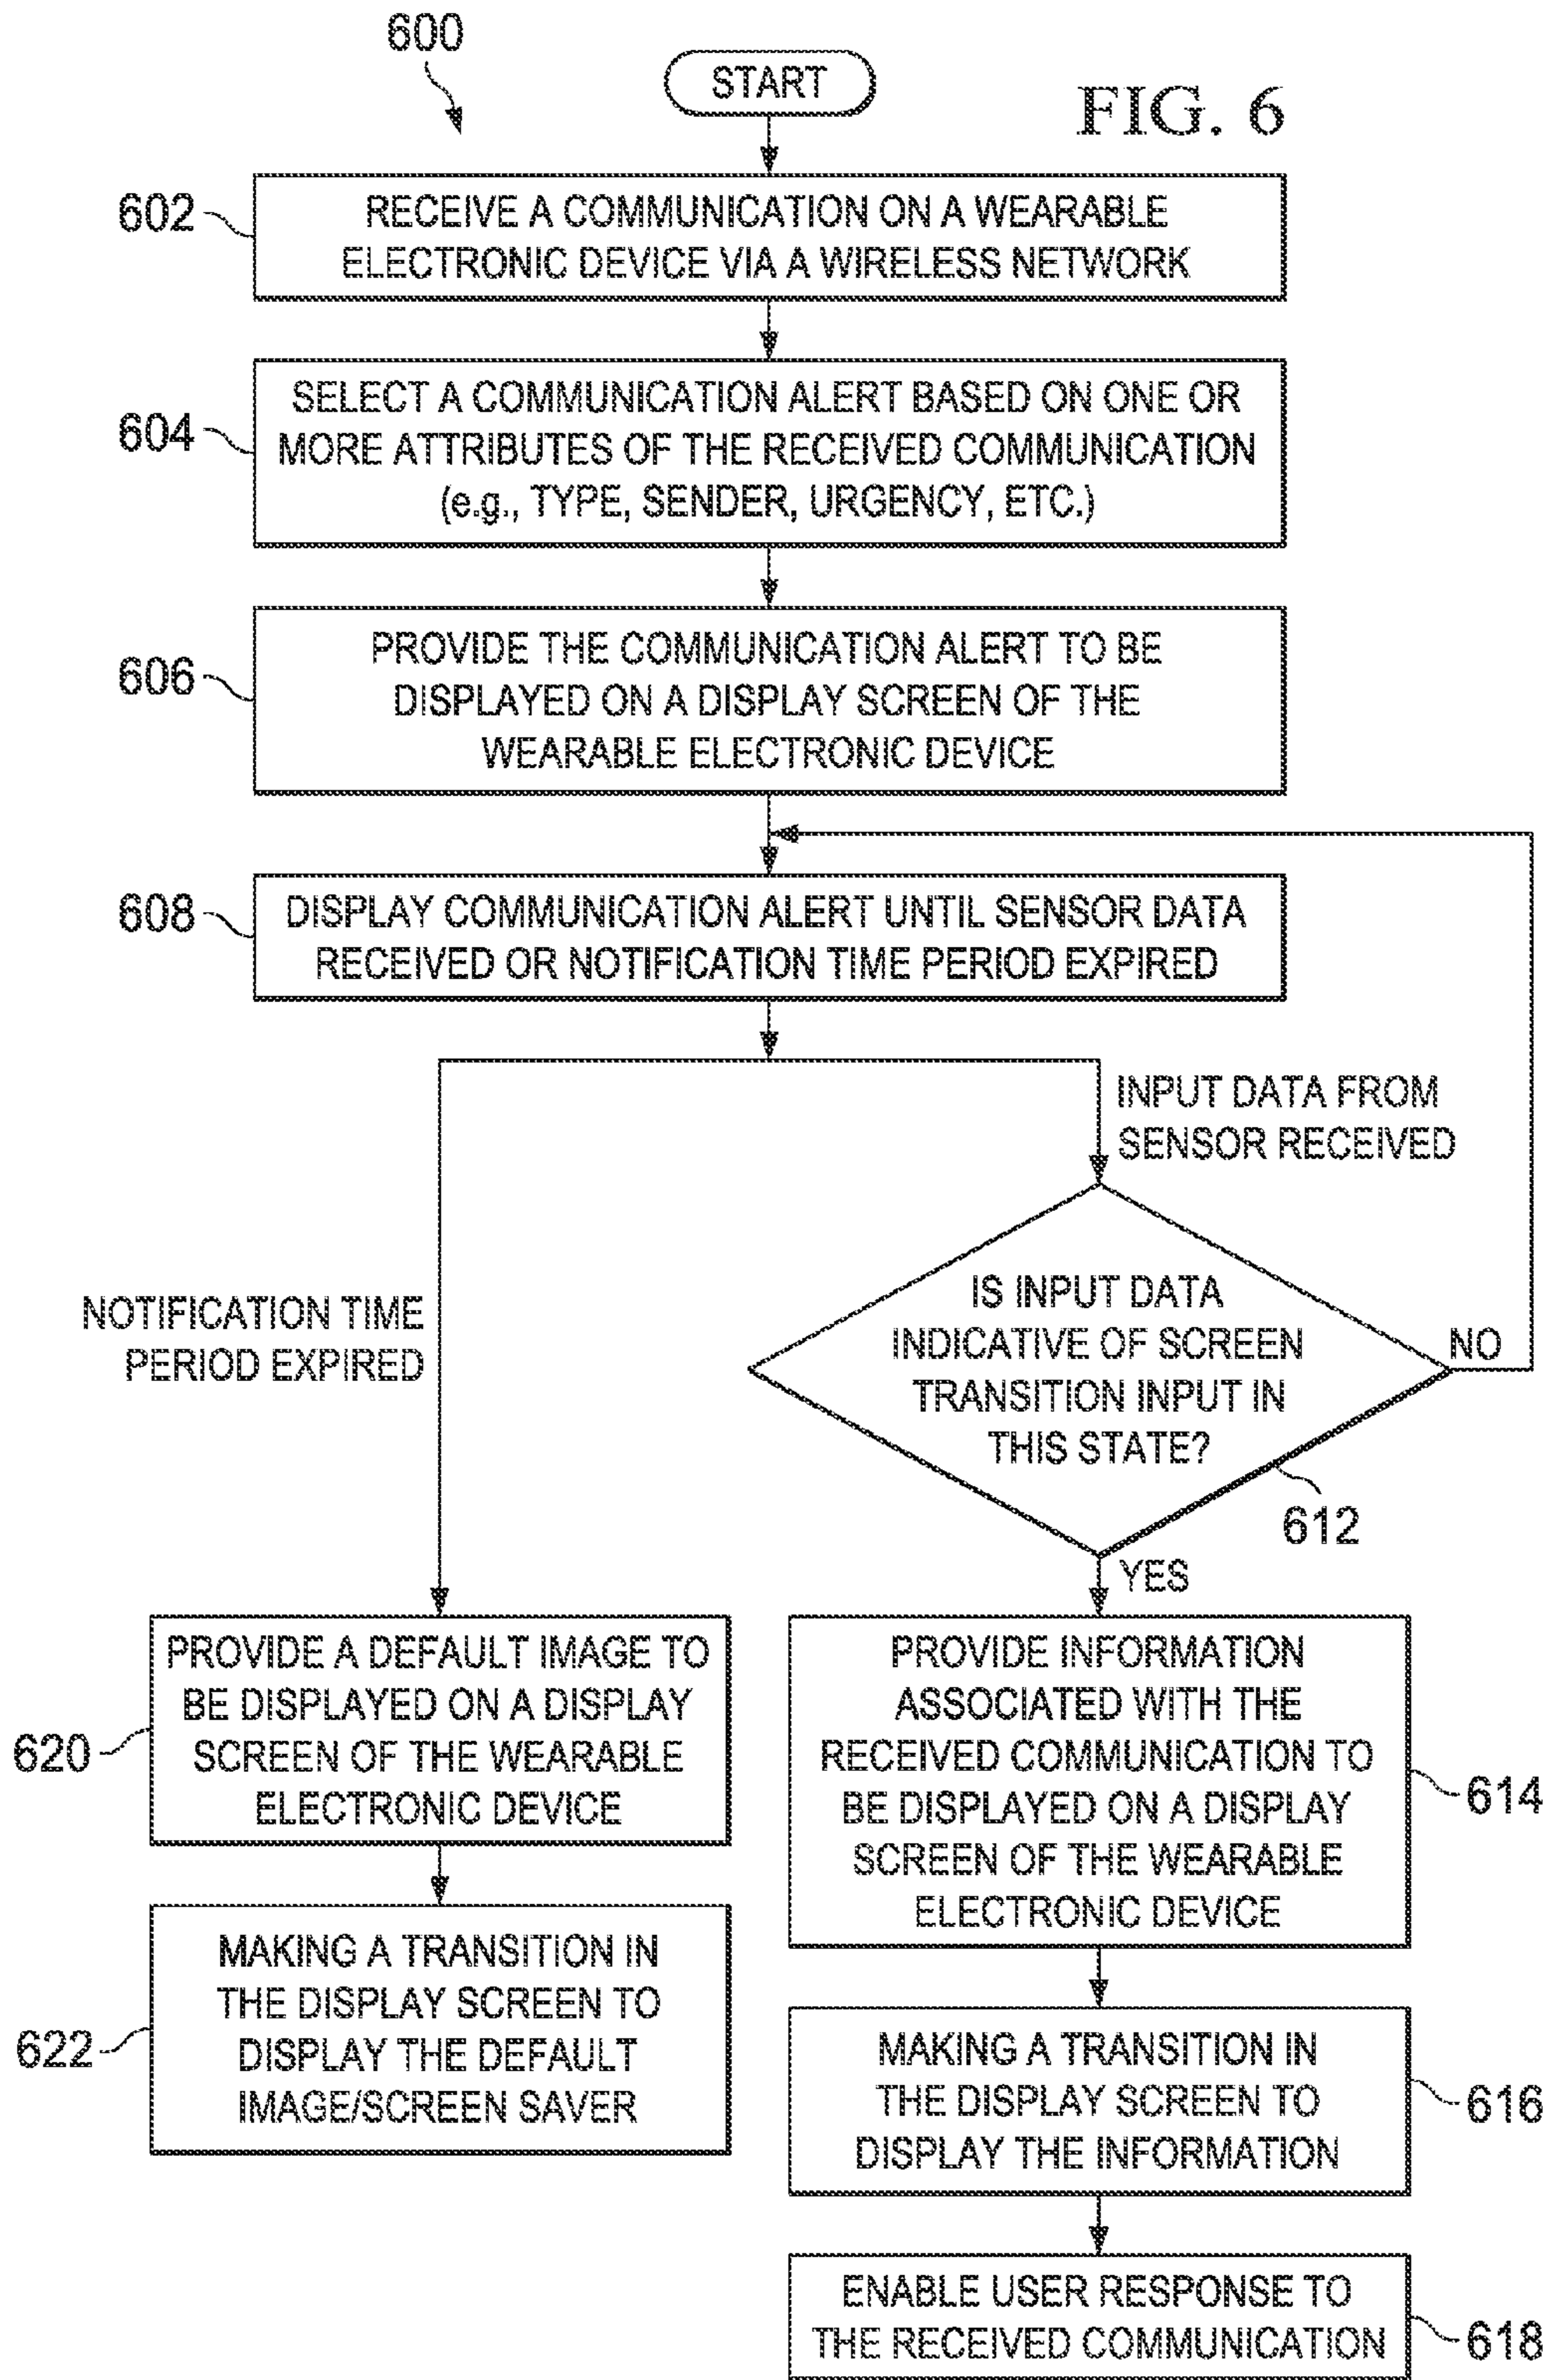 600
START
FIG. 6
602
RECEIVE A COMMUNICATION ON A WEARABLE
ELECTRONIC DEVICE VIA A WIRELESS NETWORK
604
SELECT A COMMUNICATION ALERT BASED ON ONE OR
MORE ATTRIBUTES OF THE RECEIVED COMMUNICATION
(e.g., TYPE, SENDER, URGENCY, ETC.)
606
PROVIDE THE COMMUNICATION ALERT TO BE
DISPLAYED ON A DISPLAY SCREEN OF THE
WEARABLE ELECTRONIC DEVICE
608
DISPLAY COMMUNICATION ALERT UNTIL SENSOR DATA
RECEIVED OR NOTIFICATION TIME PERIOD EXPIRED
INPUT DATA FROM
SENSOR RECEIVED
NOTIFICATION TIME
PERIOD EXPIRED
IS INPUT DATA
INDICATIVE OF SCREEN
TRANSITION INPUT IN
THIS STATE?
NO
612
YES
620
PROVIDE A DEFAULT IMAGE TO
BE DISPLAYED ON A DISPLAY
SCREEN OF THE WEARABLE
ELECTRONIC DEVICE
PROVIDE INFORMATION
ASSOCIATED WITH THE
RECEIVED COMMUNICATION TO
BE DISPLAYED ON A DISPLAY
SCREEN OF THE WEARABLE
ELECTRONIC DEVICE
614
622
MAKING A TRANSITION IN
THE DISPLAY SCREEN TO
DISPLAY THE DEFAULT
IMAGE/SCREEN SAVER
MAKING A TRANSITION IN
THE DISPLAY SCREEN TO
DISPLAY THE INFORMATION
616
ENABLE USER RESPONSE TO
THE RECEIVED COMMUNICATION
618